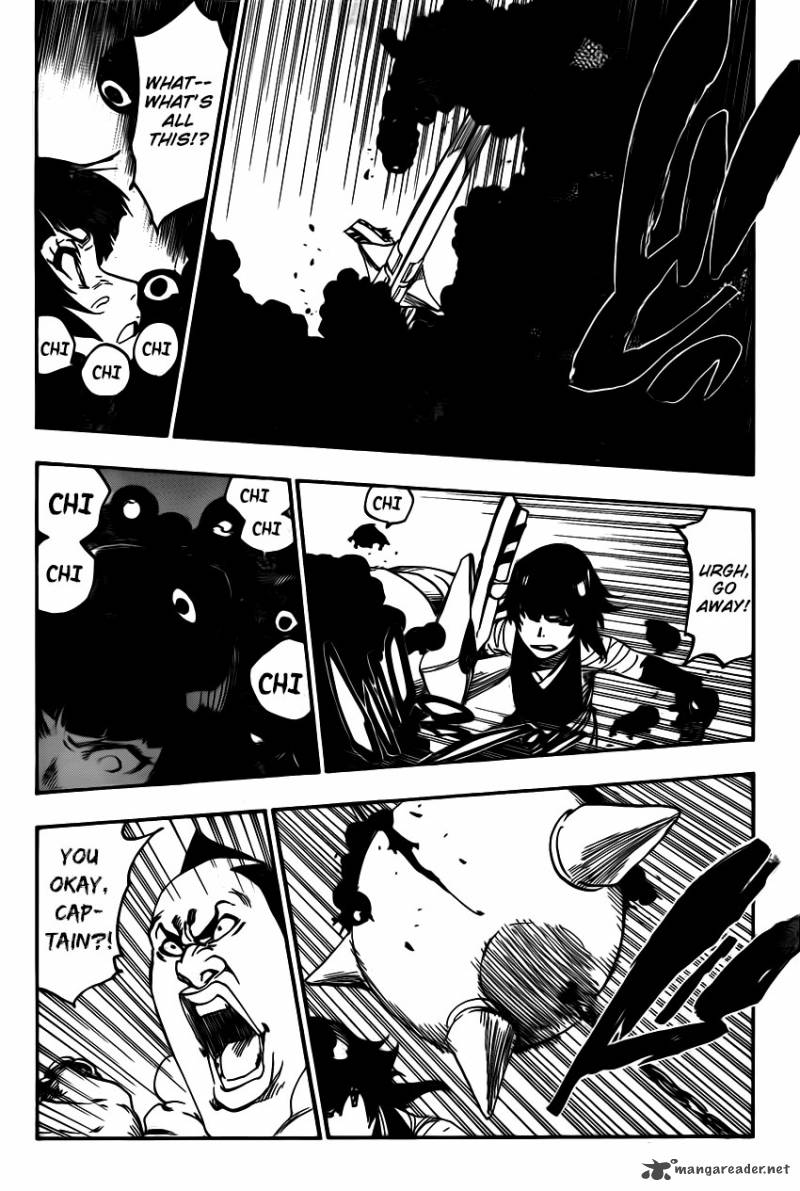 WHAT--
WHAT'S
ALL
THIS!?
CHI
CHI
CHI
CHI
CHI
CHI
CHI
CHI
CHI
URGH,
GO
AWAY!
YOU
OKAY,
CAP-
TAIN?!
mangareader.net